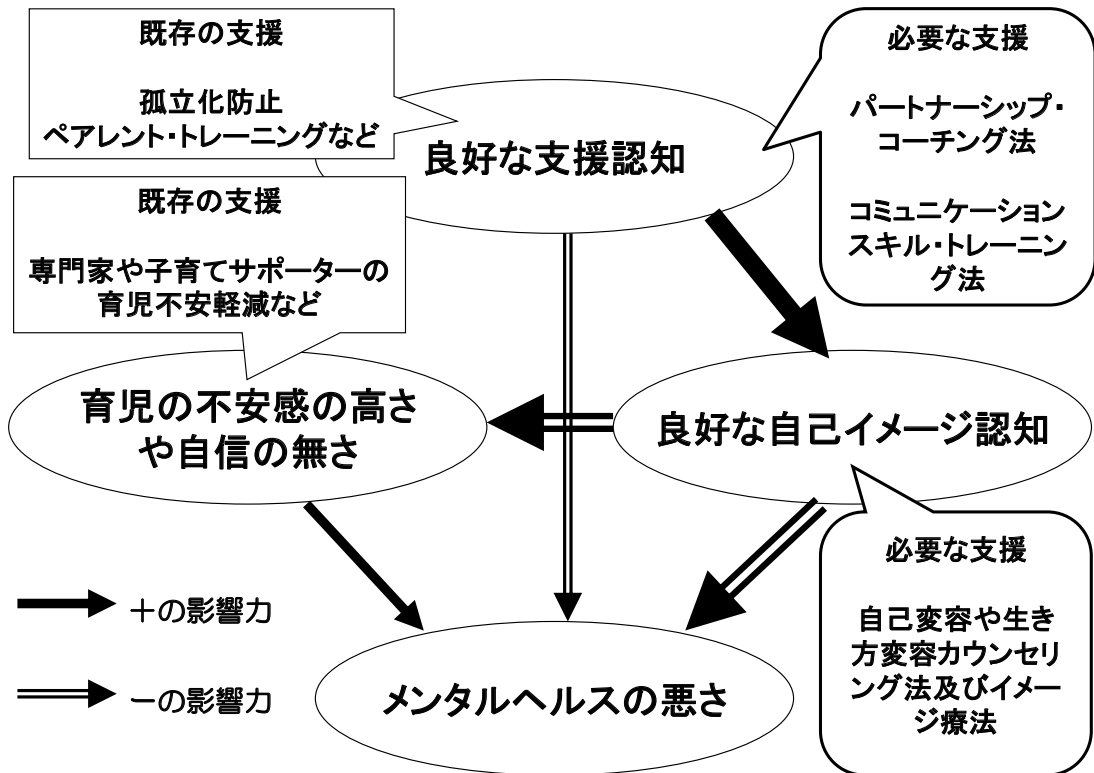 既存の支援
孤立化防止
ペアレント・トレーニングなど
必要な支援
パートナーシップ・
コーチング法
コミュニケーション
スキル・トレーニン
グ法
良好な支援認知
既存の支援
専門家や子育てサポーターの
育児不安軽減など
育児の不安感の高さ
や自信の無さ
良好な自己イメージ認知
必要な支援
自己変容や生き
方変容カウンセリ
ング法及びイメー
ジ療法
＋の影響力
－の影響力
メンタルヘルスの悪さ